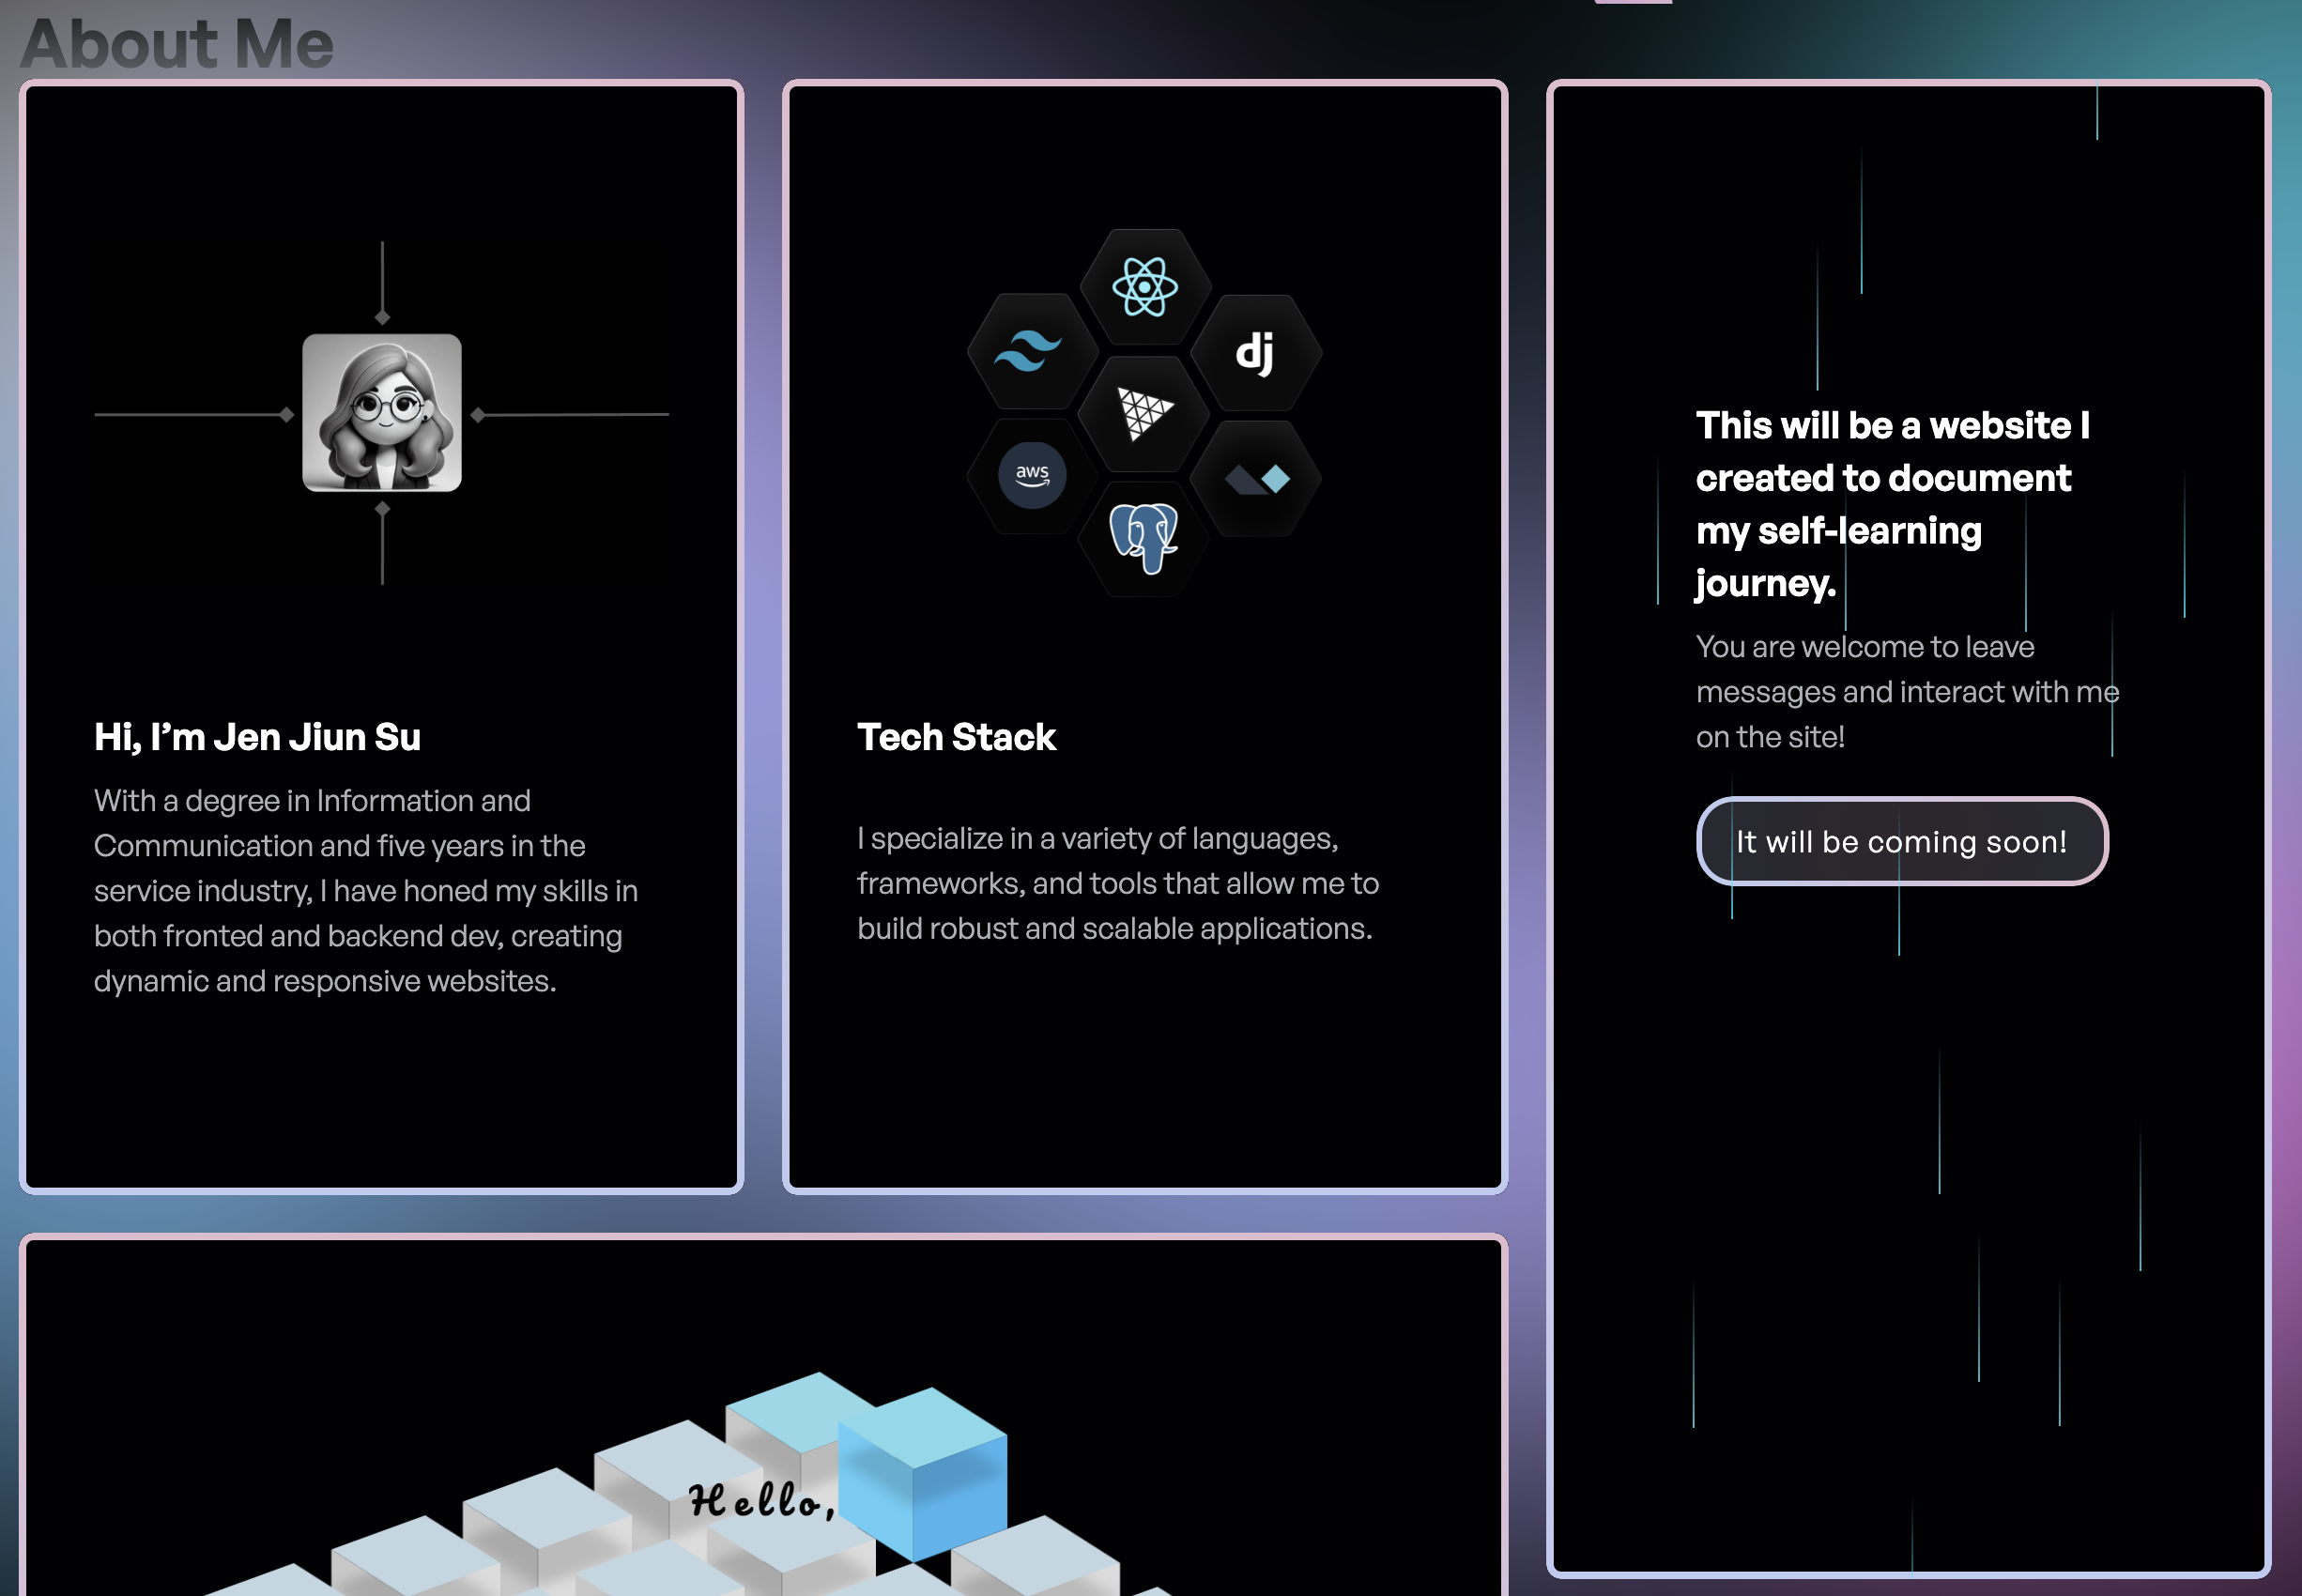 About Me
Hi, I’m Jen Jiun Su
With a degree in Information and
Communication and five years in the
service industry, I have honed my skills in
both fronted and backend dev, creating
dynamic and responsive websites.
dj
aws
Tech Stack
I specialize in a variety of languages,
frameworks, and tools that allow me to
build robust and scalable applications.
This will be a website I
created to document
my self-learning
journey.
You are welcome to leave
messages and interact with me
on the site!
It will be coming soon!
Hello,